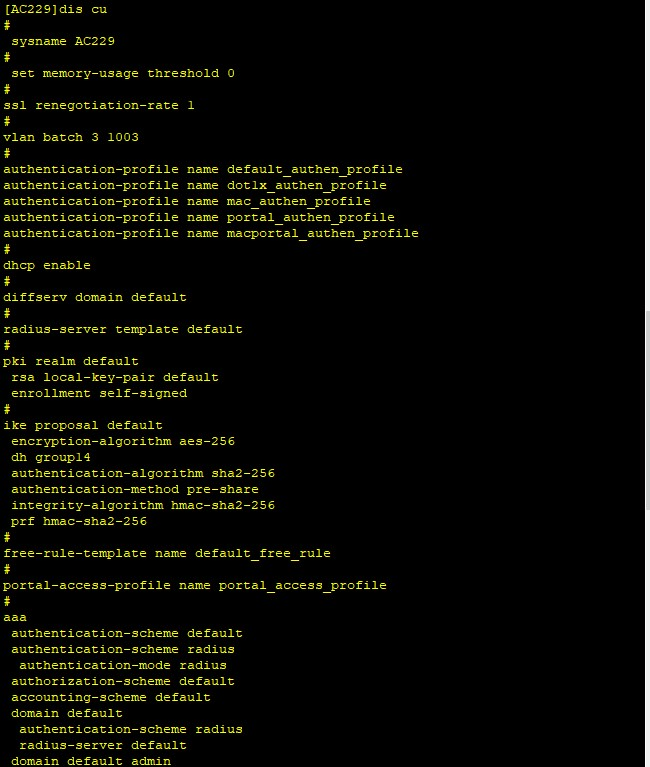 [AC229]dis cu
#
 sysname AC229
#
 set memory-usage threshold 0
#
ssl renegotiation-rate 1
#
vlan batch 3 1003
#
authentication-profile name default_authen_profile
authentication-profile name dot1x_authen_profile
authentication-profile name mac_authen_profile
authentication-profile name portal_authen_profile
authentication-profile name macportal_authen_profile
#
dhcp enable
#
diffserv domain default
#
radius-server template default
#
pki realm default
 rsa local-key-pair default
 enrollment self-signed
#
ike proposal default
 encryption-algorithm aes-256
 dh group14
 authentication-algorithm sha2-256
 authentication-method pre-share
 integrity-algorithm hmac-sha2-256
 prf hmac-sha2-256
#
free-rule-template name default_free_rule
#
portal-access-profile name portal_access_profile
#
aaa
 authentication-scheme default
 authentication-scheme radius
  authentication-mode radius
 authorization-scheme default
 accounting-scheme default
 domain default
  authentication-scheme radius
  radius-server default
 domain default_admin